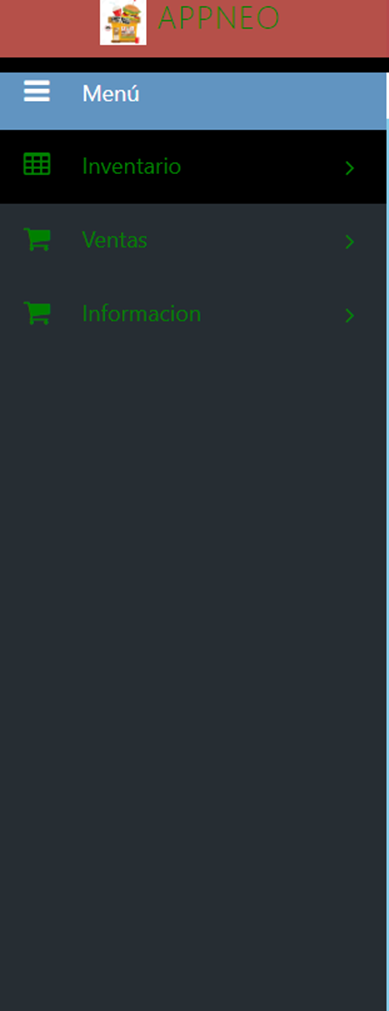 APPNEO
Menú
Inventario
Ventas
Informacion